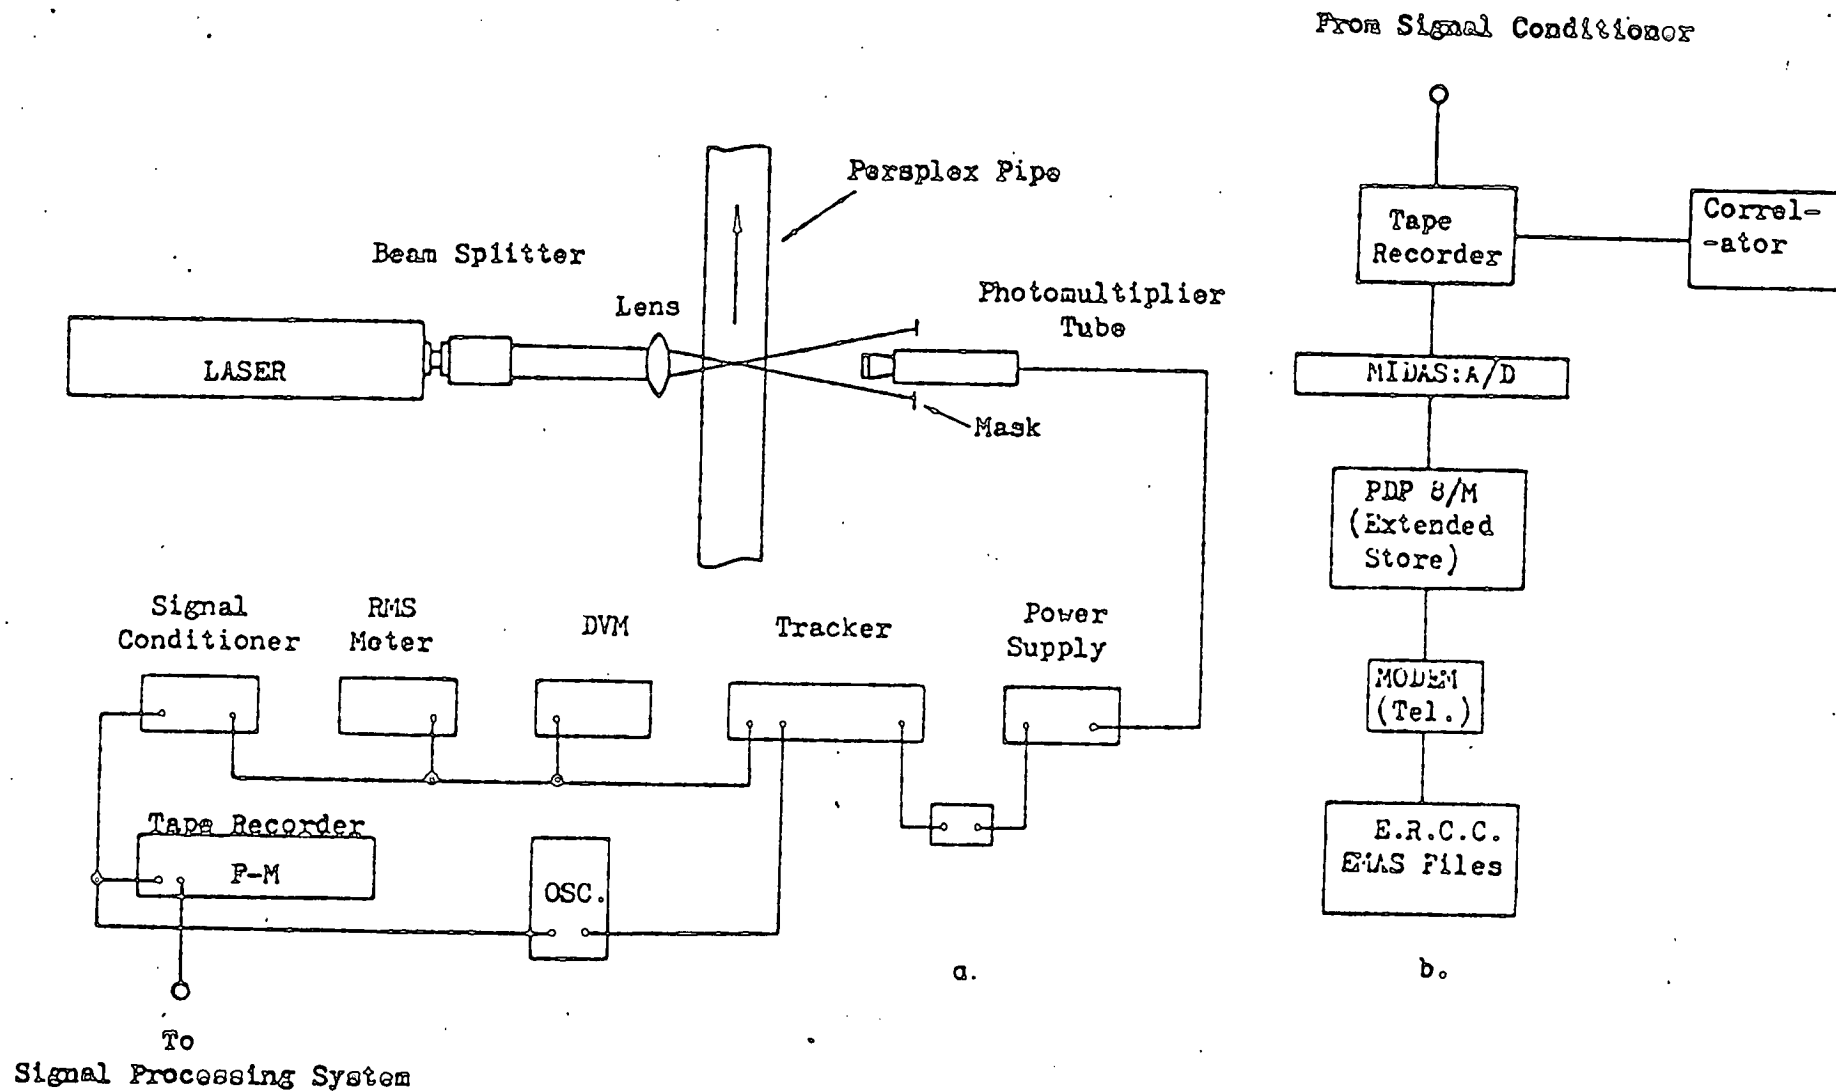 From Signal Conditioner
Persplex Pipe
Beam Splitter
Lens
Photomultiplier
Tube
LASER
Mask
Signal
Conditioner
RMS
Meter
DVM
Tracker
Power
Supply
Tape Recorder
F-M
OSC.
To
Signal Processing System
a.
Tape
Recorder
Correl-
-ator
MIDAS:A/D
PDP 8/M
(Extended
Store)
MODEM
(Tel.)
E.R.C.C.
EMAS Files
b.